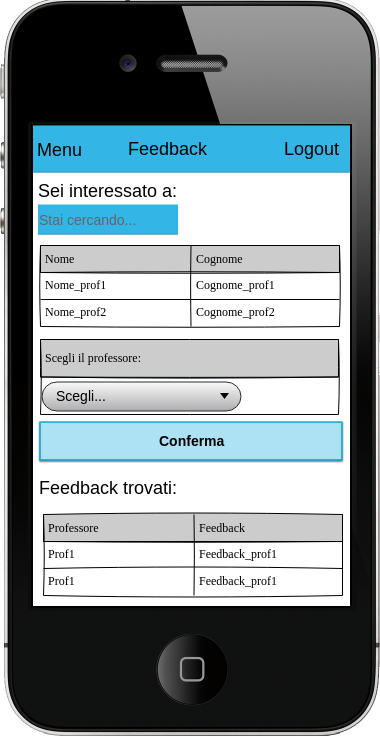 Menu Feedback Logout
Sei interessato a:
Stai cercando...
Nome Cognome
Nome_prof1 Cognome_prof1
Nome_prof2 Cognome_prof2
Scegli il professore:
Scegli...
Conferma
Feedback trovati:
Professore Feedback
Prof1 Feedback_prof1
Prof1 Feedback_prof1